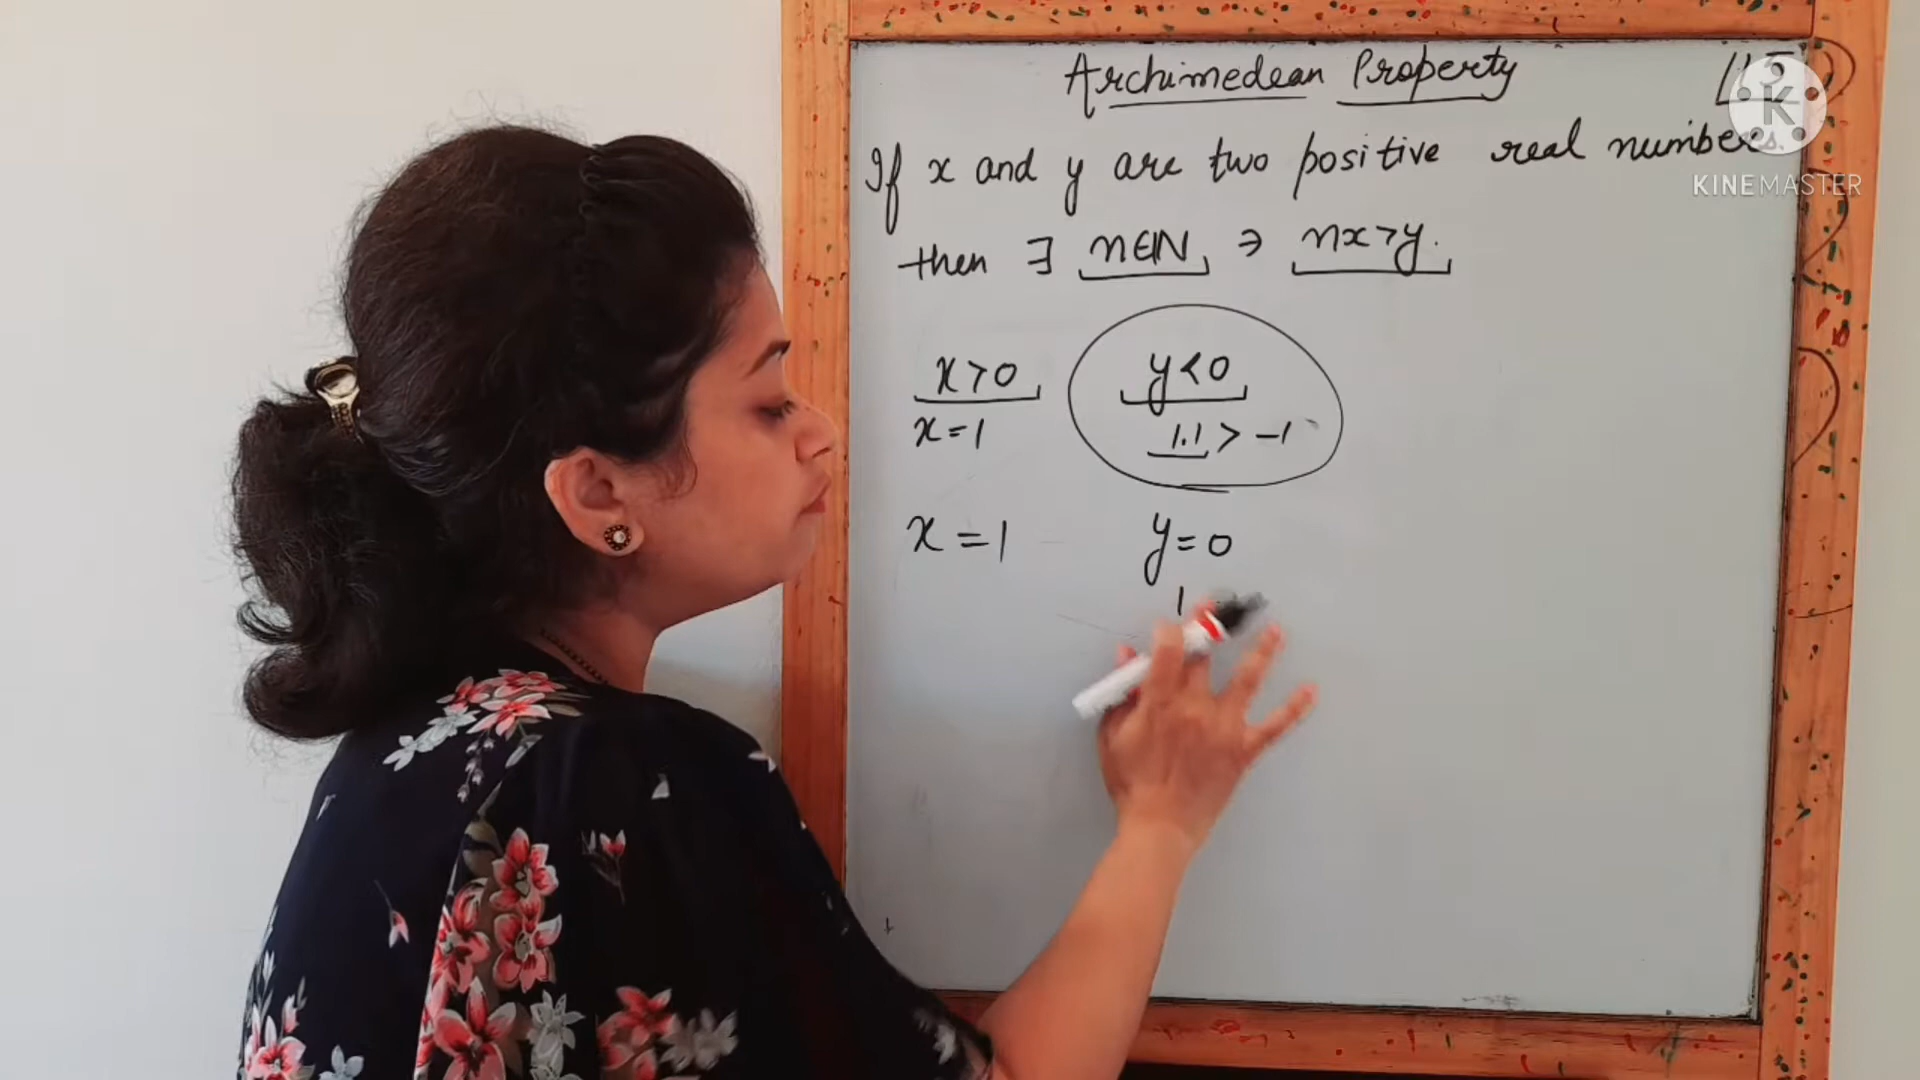 Archimedean Property
If x and y are two positive real numbers.
then ∃ n∈ℕ ∋ nx>y.
x>0 y<0
x=1 1.1 > -1
x=1 y=0
1
KINEMASTER